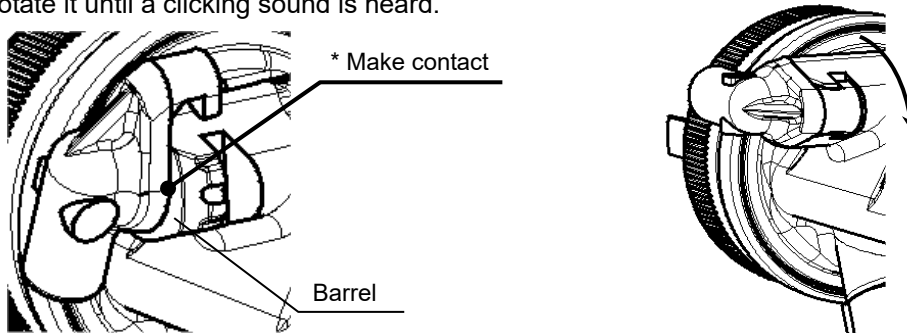 otate it until a clicking sound is heard.
* Make contact
Barrel